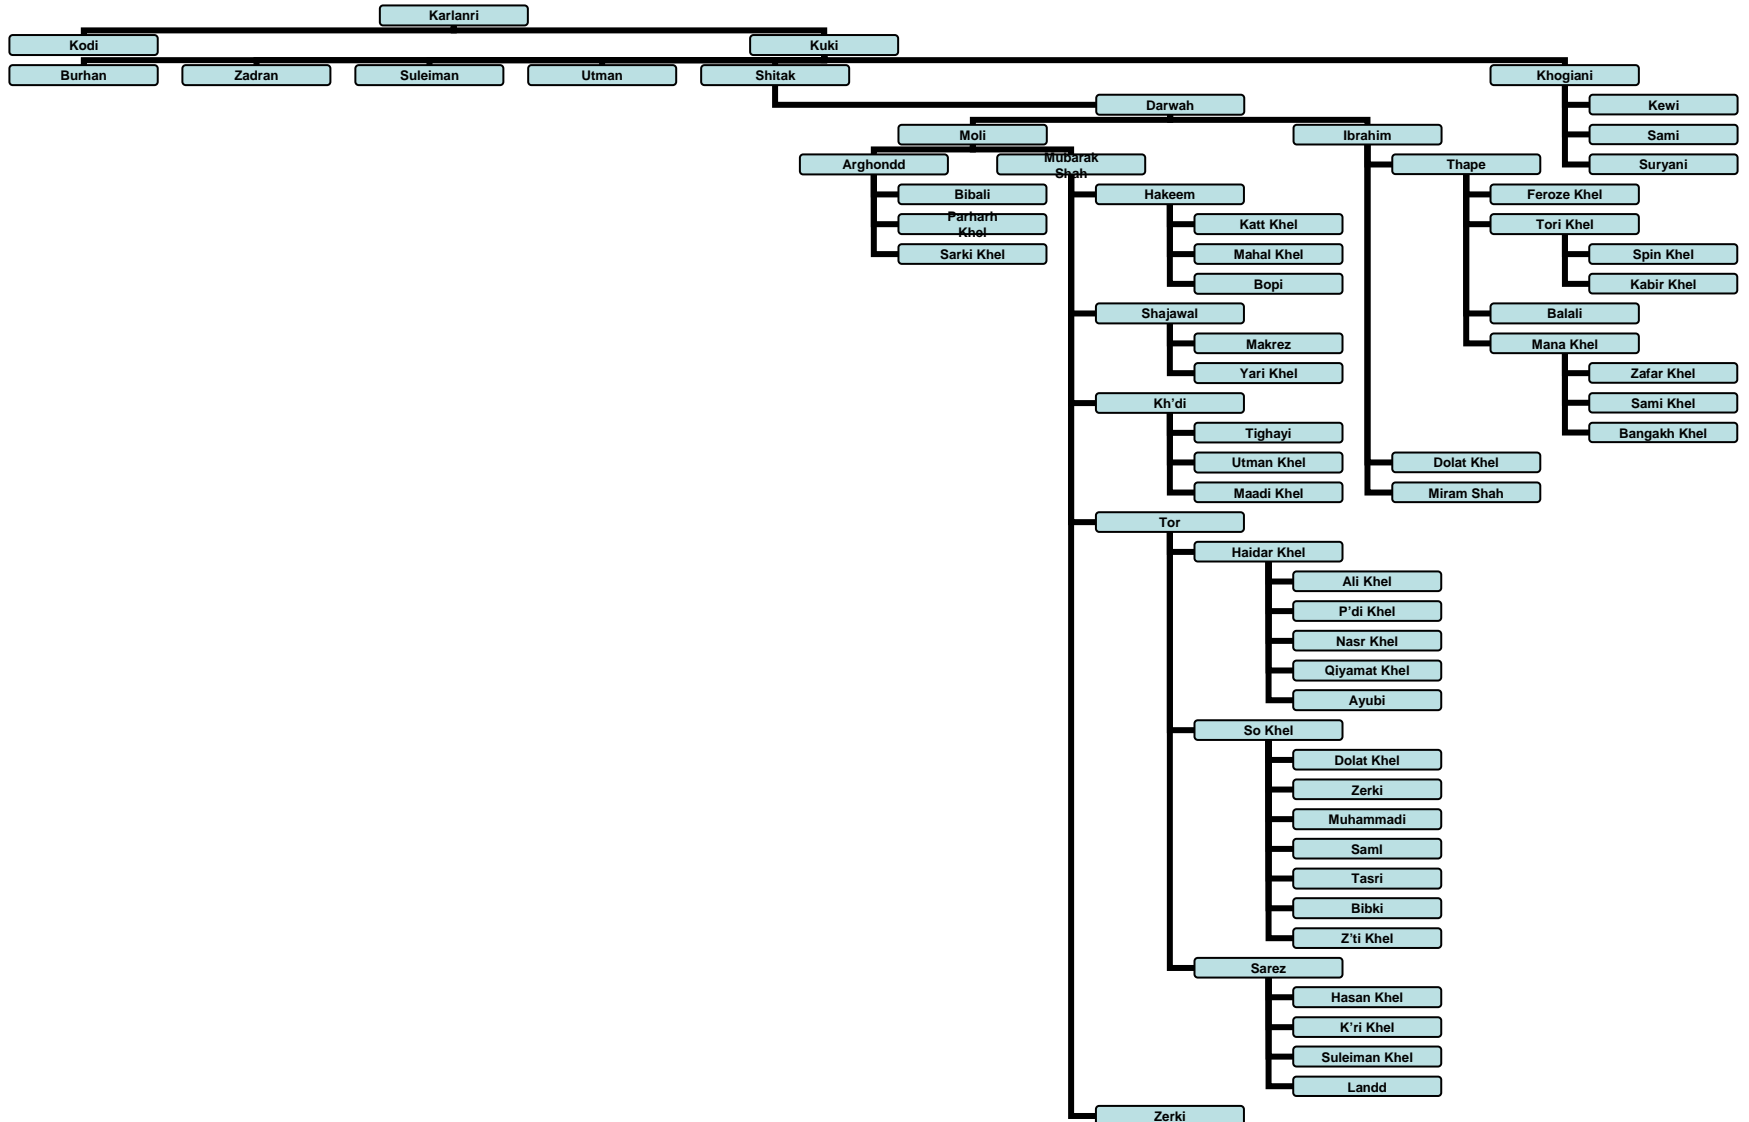 Karlanri
Kodi
Kuki
Burhan
Zadran
Suleiman
Utman
Shitak
Khogiani
Darwah
Kewi
Moli
Ibrahim
Sami
Arghondd
Mubarak
Shah
Thape
Suryani
Bibali
Hakeem
Feroze Khel
Parharh
Khel
Katt Khel
Tori Khel
Sarki Khel
Mahal Khel
Spin Khel
Bopi
Kabir Khel
Shajawal
Balali
Makrez
Mana Khel
Yari Khel
Zafar Khel
Kh'di
Sami Khel
Tighayi
Bangakh Khel
Utman Khel
Dolat Khel
Maadi Khel
Miram Shah
Tor
Haidar Khel
Ali Khel
P'di Khel
Nasr Khel
Qiyamat Khel
Ayubi
So Khel
Dolat Khel
Zerki
Muhammadi
Saml
Tasri
Bibki
Z'ti Khel
Sarez
Hasan Khel
K'ri Khel
Suleiman Khel
Landd
Zerki